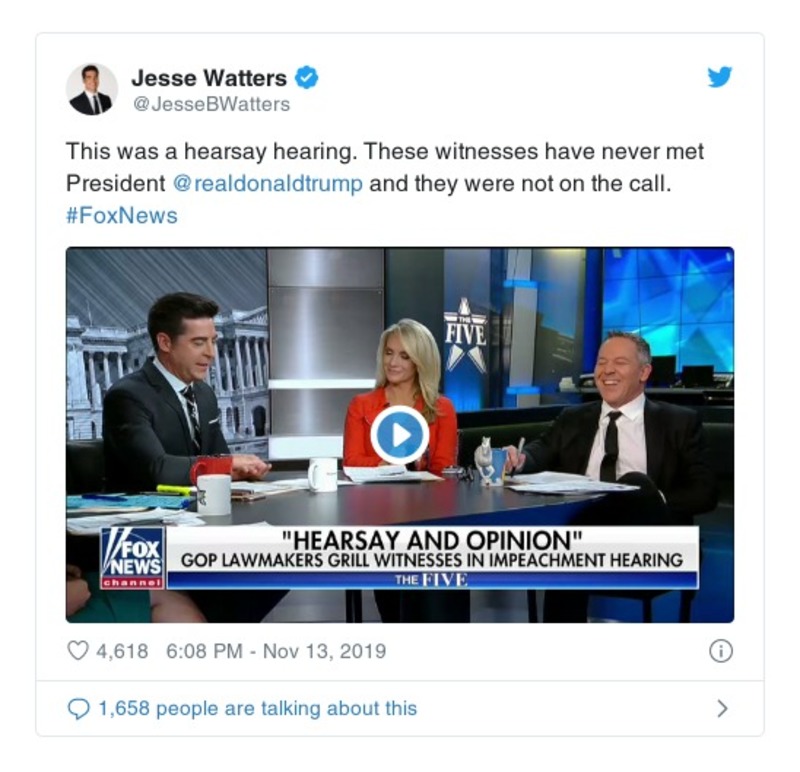 Jesse Watters
@JesseBWatters
This was a hearsay hearing. These witnesses have never met
President @realdonaldtrump and they were not on the call.
#FoxNews
THE
FIVE
"HEARSAY AND OPINION"
GOP LAWMAKERS GRILL WITNESSES IN IMPEACHMENT HEARING
FOX
NEWS
channel
THE FIVE
4,618 6:08 PM - Nov 13, 2019
1,658 people are talking about this